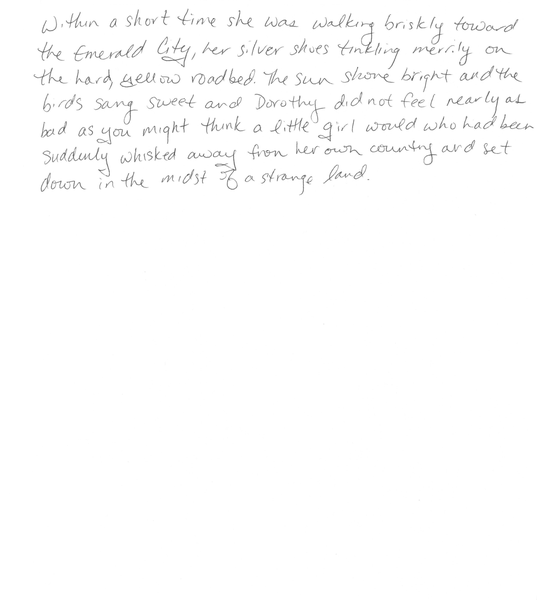 Within a short time she was walking briskly toward
the Emerald City, her silver shoes tinkling merrily on
the hard, yellow roadbed. The sun shone bright and the
birds sang sweet and Dorothy did not feel nearly as
bad as you might think a little girl would who had been
suddenly whisked away from her own country and set
down in the midst of a strange land.